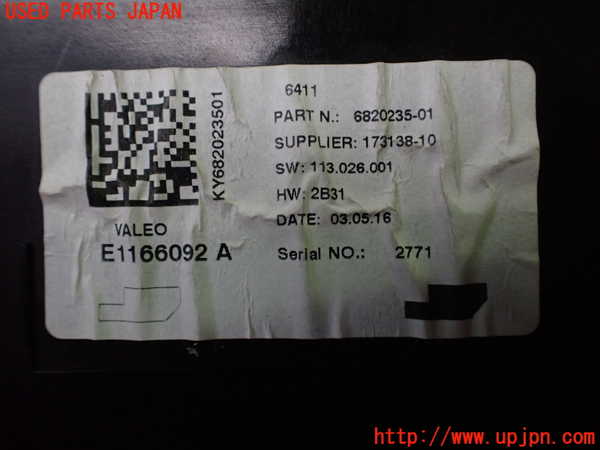 USED PARTS JAPAN
6411
PART N.: 6820235-01
SUPPLIER: 173138-10
SW: 113.026.001
HW: 2B31
DATE: 03.05.16
Serial NO.: 2771
KY682023501
VALEO
E1166092 A
http://www.upjpn.com/